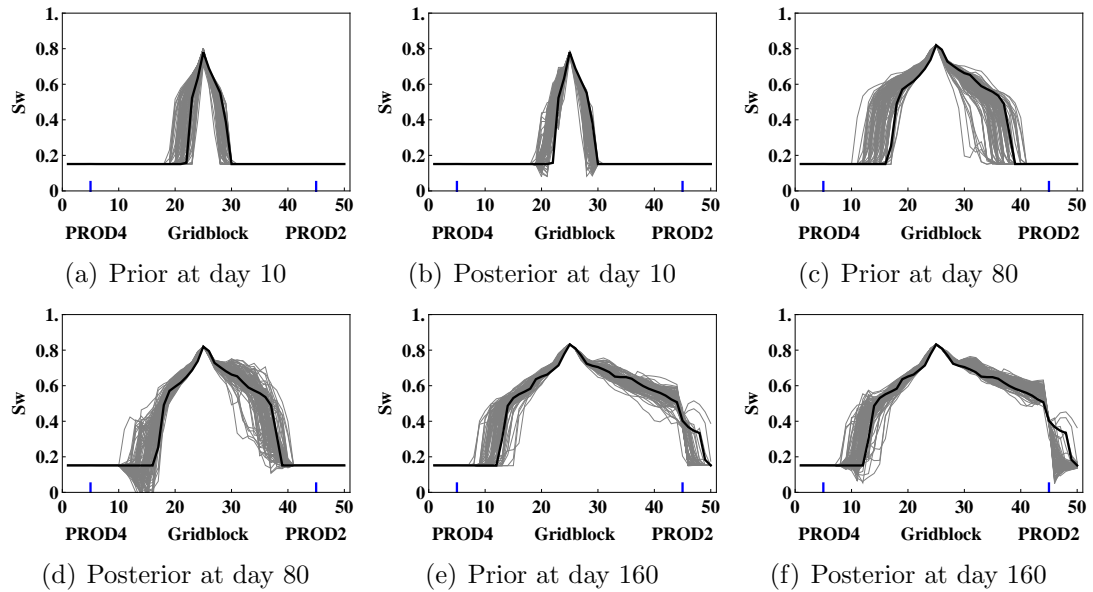 1.
0.8
0.6
Sw
0.4
0.2
0
0 10 20 30 40 50
PROD4 Gridblock PROD2
(a) Prior at day 10
1.
0.8
0.6
Sw
0.4
0.2
0
0 10 20 30 40 50
PROD4 Gridblock PROD2
(b) Posterior at day 10
1.
0.8
0.6
Sw
0.4
0.2
0
0 10 20 30 40 50
PROD4 Gridblock PROD2
(c) Prior at day 80
1.
0.8
0.6
Sw
0.4
0.2
0
0 10 20 30 40 50
PROD4 Gridblock PROD2
(d) Posterior at day 80
1.
0.8
0.6
Sw
0.4
0.2
0
0 10 20 30 40 50
PROD4 Gridblock PROD2
(e) Prior at day 160
1.
0.8
0.6
Sw
0.4
0.2
0
0 10 20 30 40 50
PROD4 Gridblock PROD2
(f) Posterior at day 160